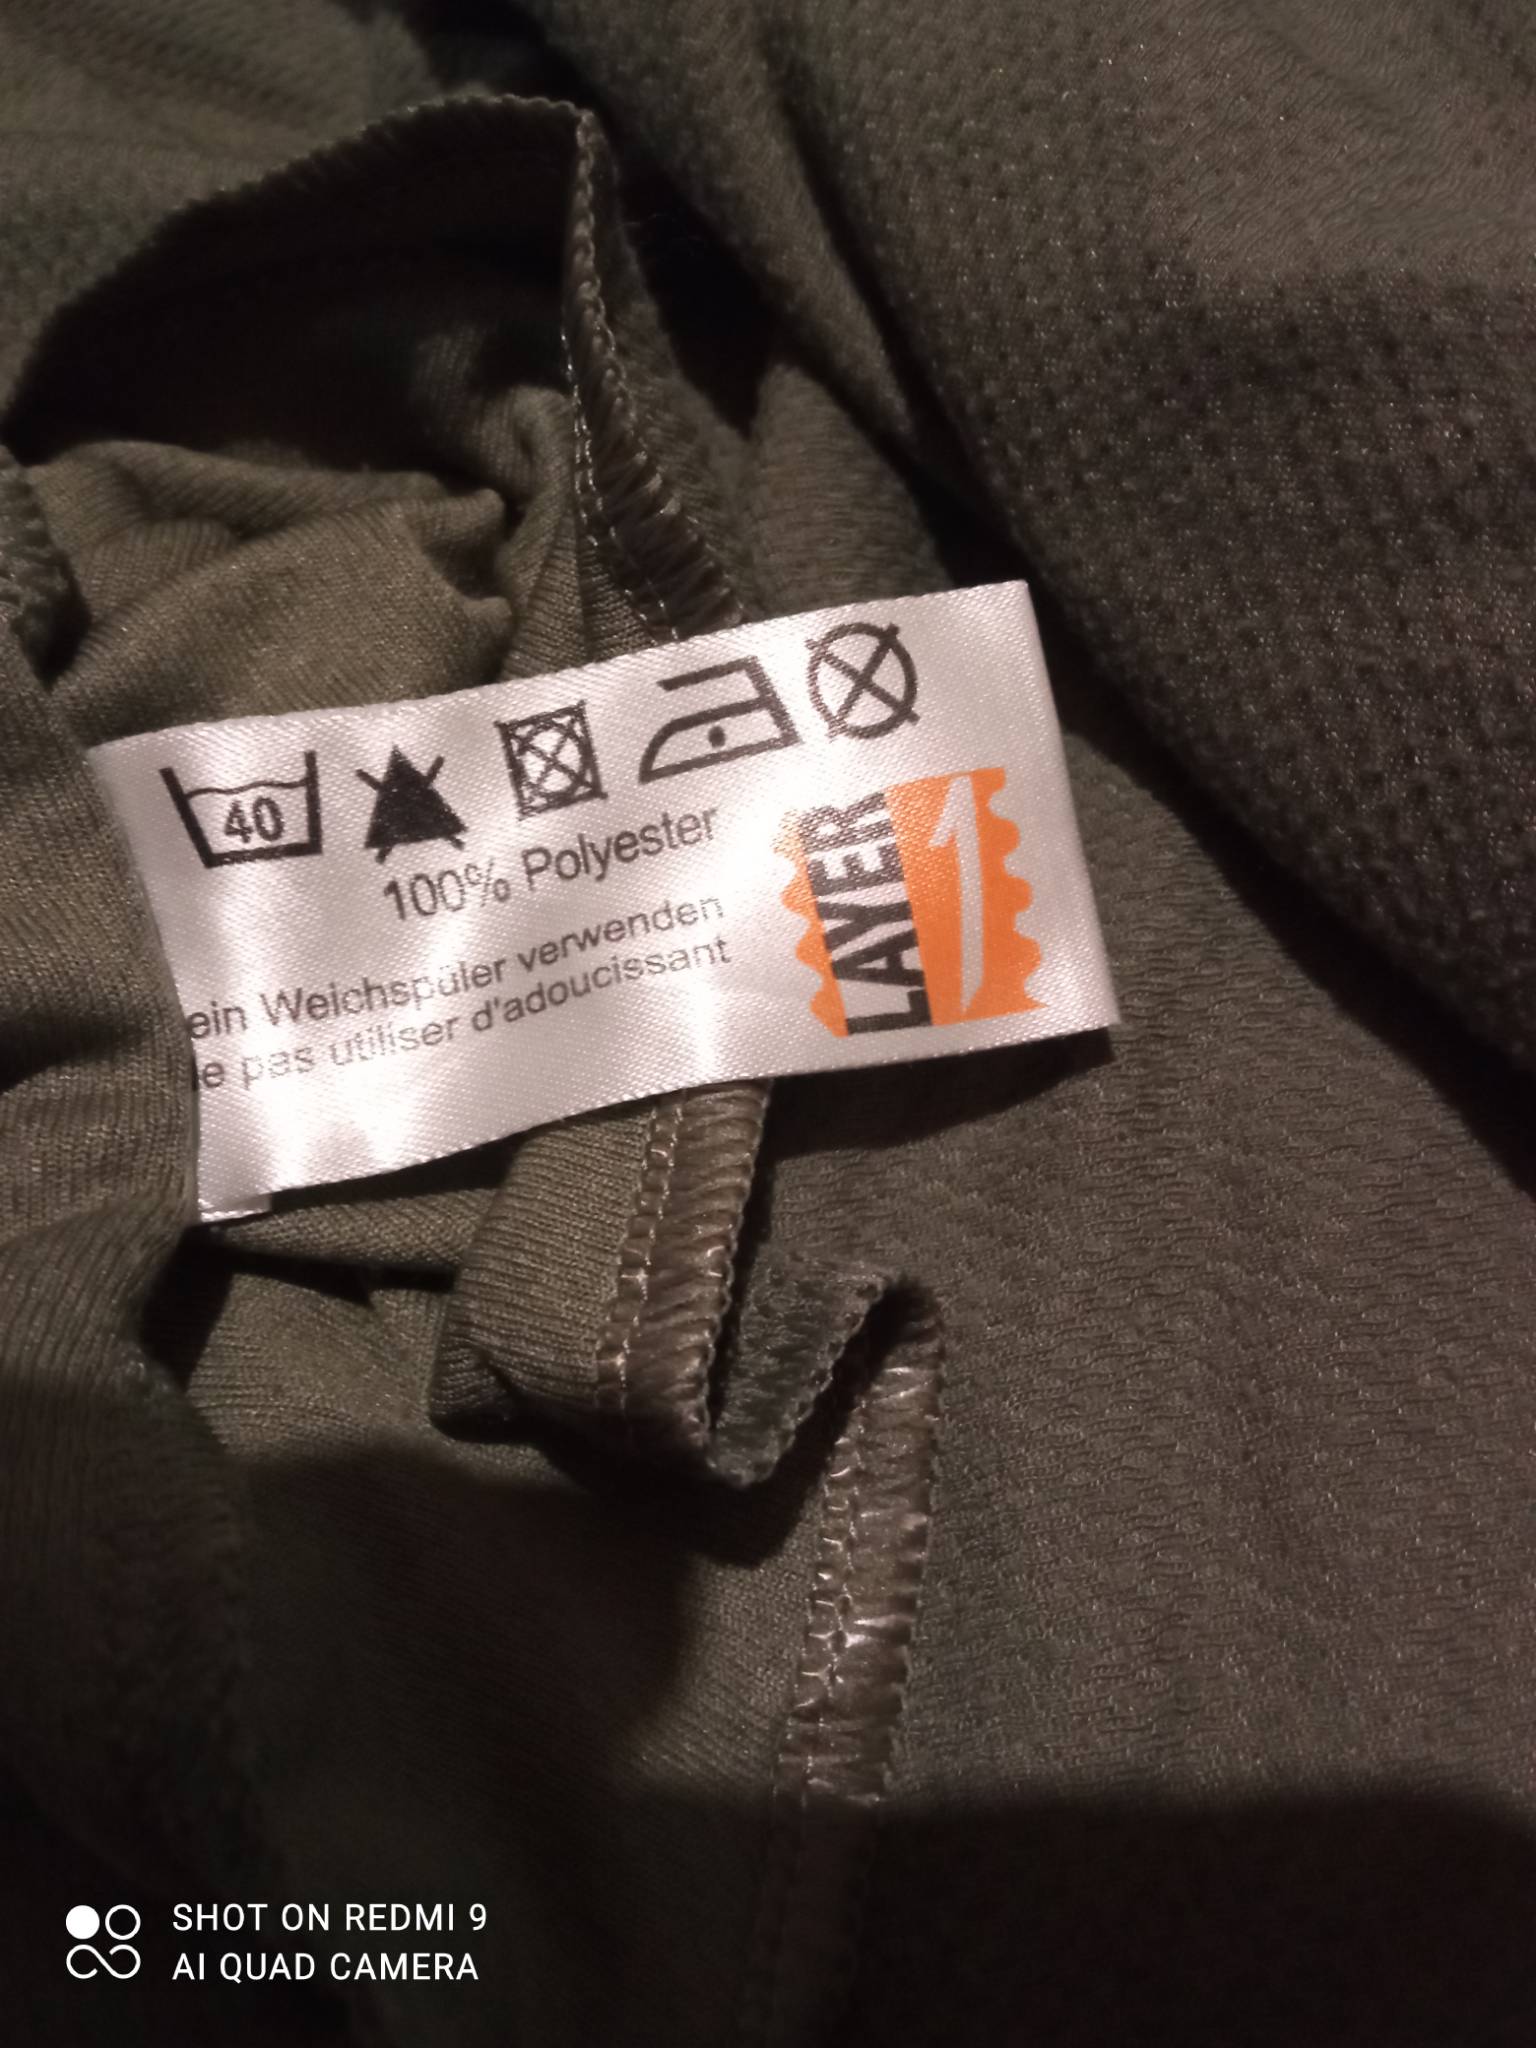 40
100% Polyester
ein Weichspüler verwenden
e pas utiliser d'adoucissant
LAYER 1
SHOT ON REDMI 9
AI QUAD CAMERA